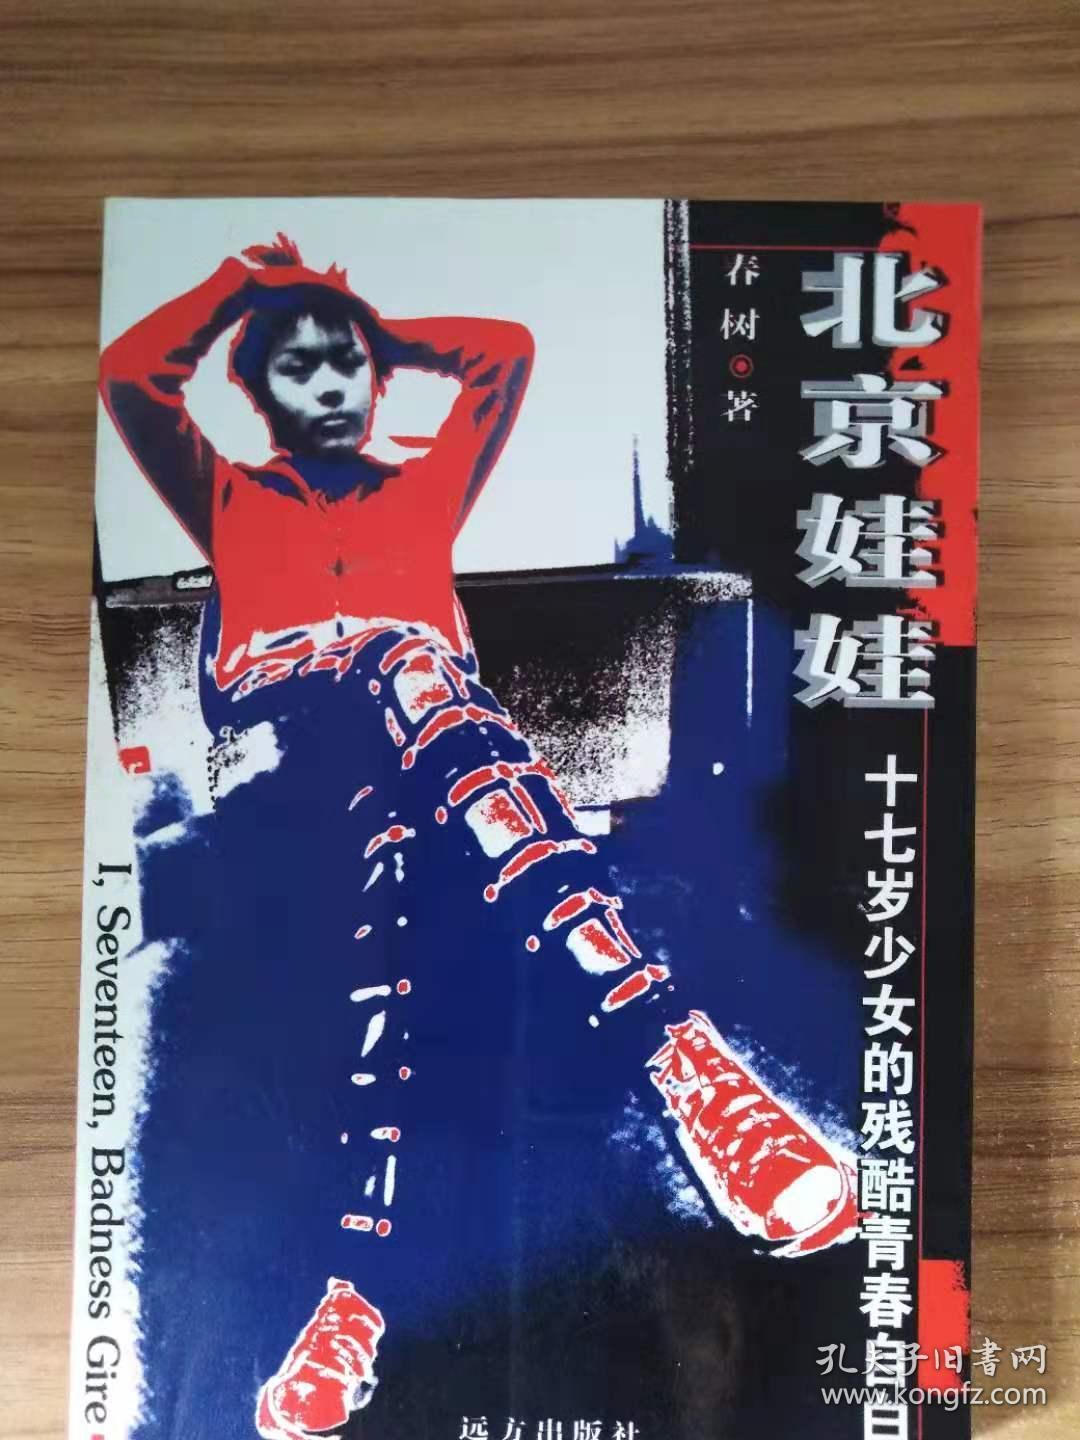 北京娃娃
春树 著
十七岁少女的残酷青春自白
I, Seventeen, Badness Gire
远方出版社
孔夫子旧書网
www.kongfz.com